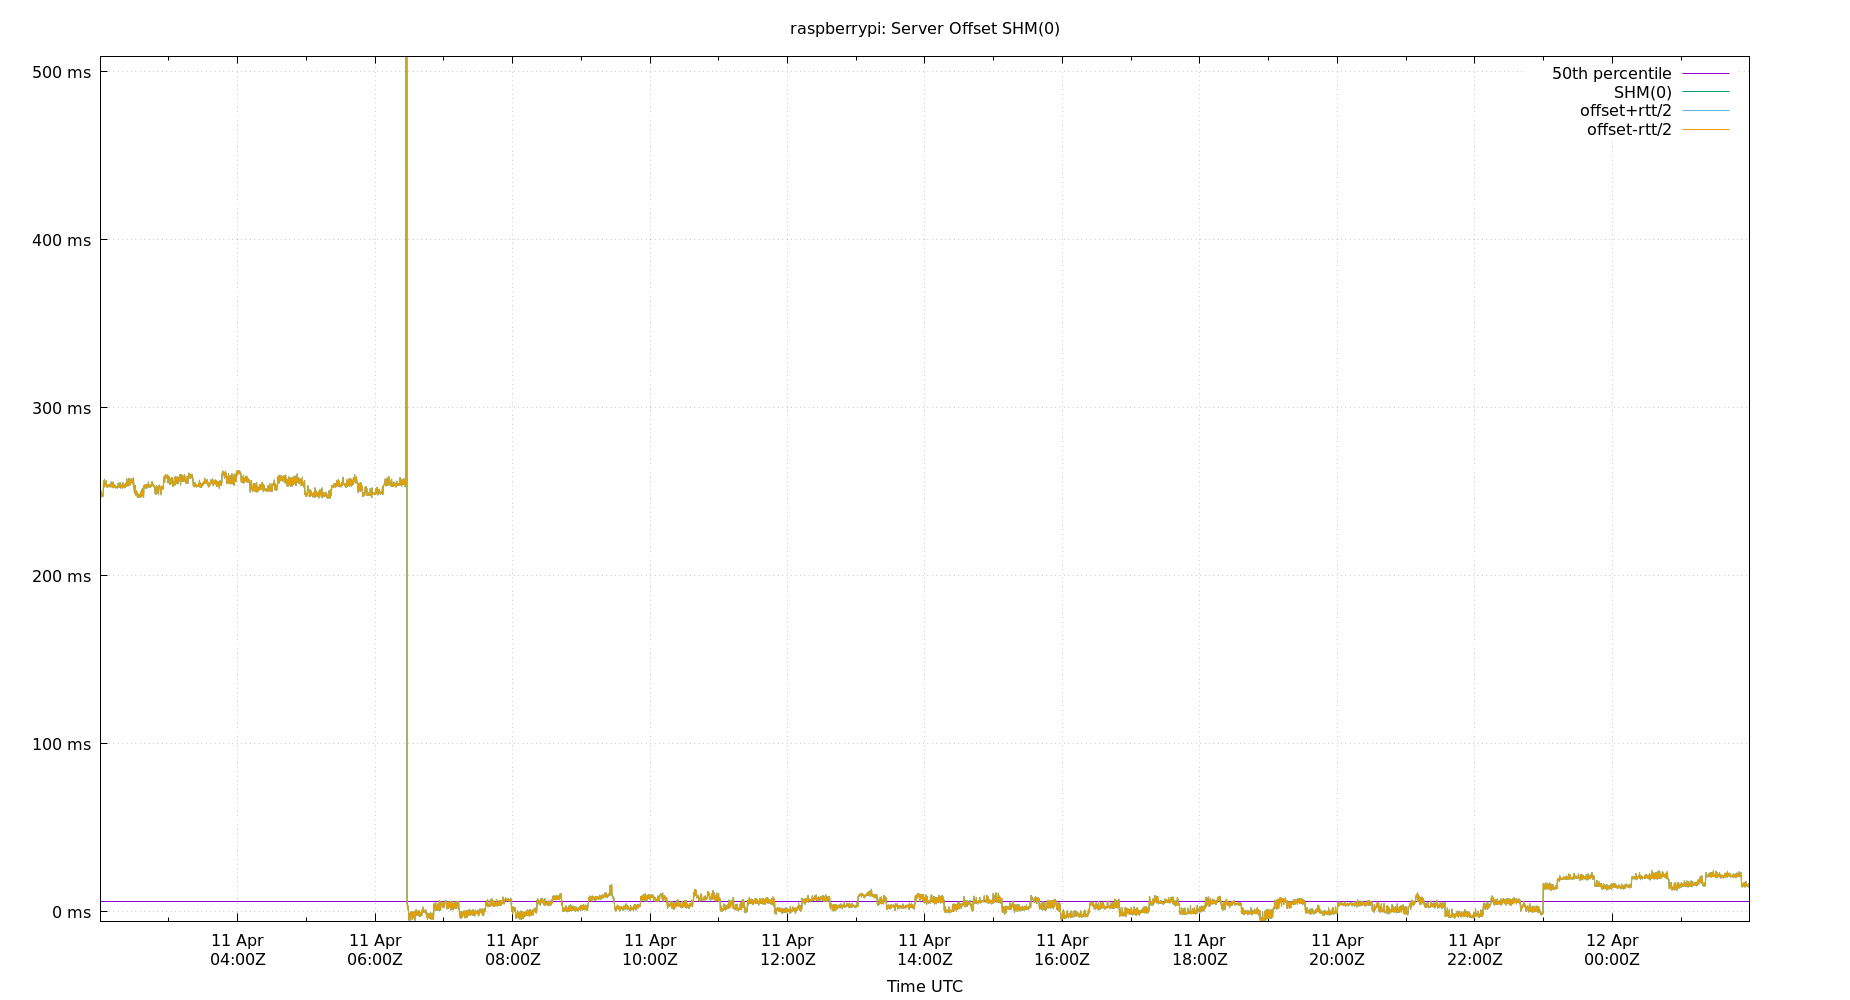 raspberrypi: Server Offset SHM(0)
500 ms
400 ms
300 ms
200 ms
100 ms
0 ms
50th percentile
SHM(0)
offset+rtt/2
offset-rtt/2
11 Apr 11 Apr 11 Apr 11 Apr 11 Apr 11 Apr 11 Apr 11 Apr 11 Apr 11 Apr 12 Apr
04:00Z 06:00Z 08:00Z 10:00Z 12:00Z 14:00Z 16:00Z 18:00Z 20:00Z 22:00Z 00:00Z
Time UTC